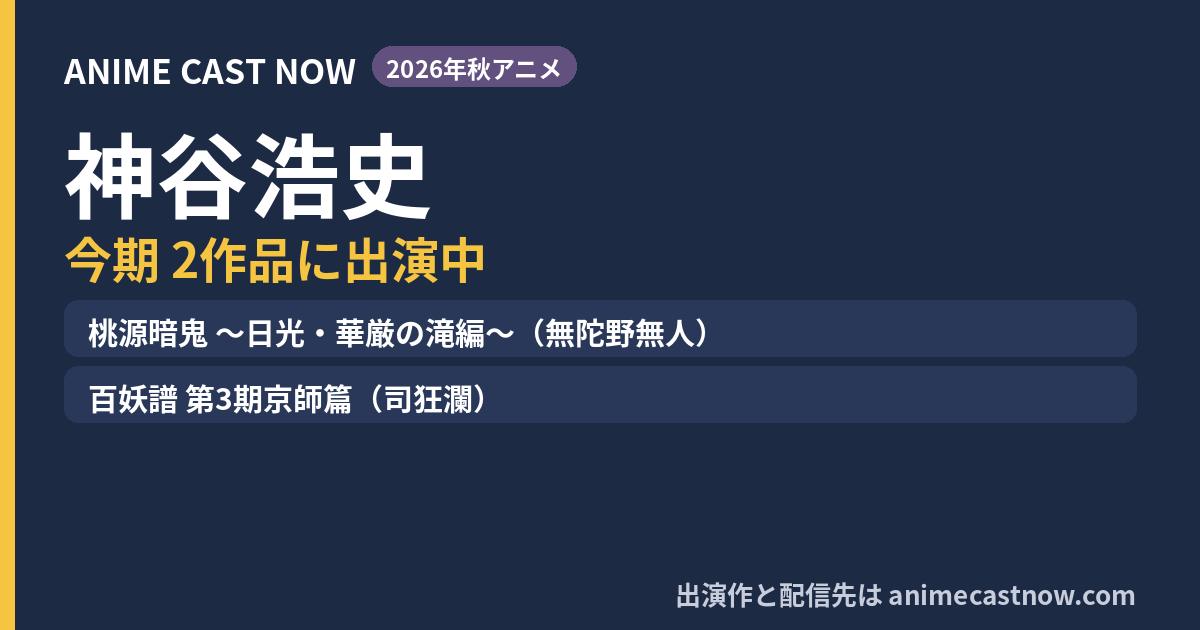 ANIME CAST NOW 2026年秋アニメ
神谷浩史
今期 2作品に出演中
桃源暗鬼 〜日光・華厳の滝編〜（無陀野無人）
百妖譜 第3期京師篇（司狂瀾）
出演作と配信先は animecastnow.com